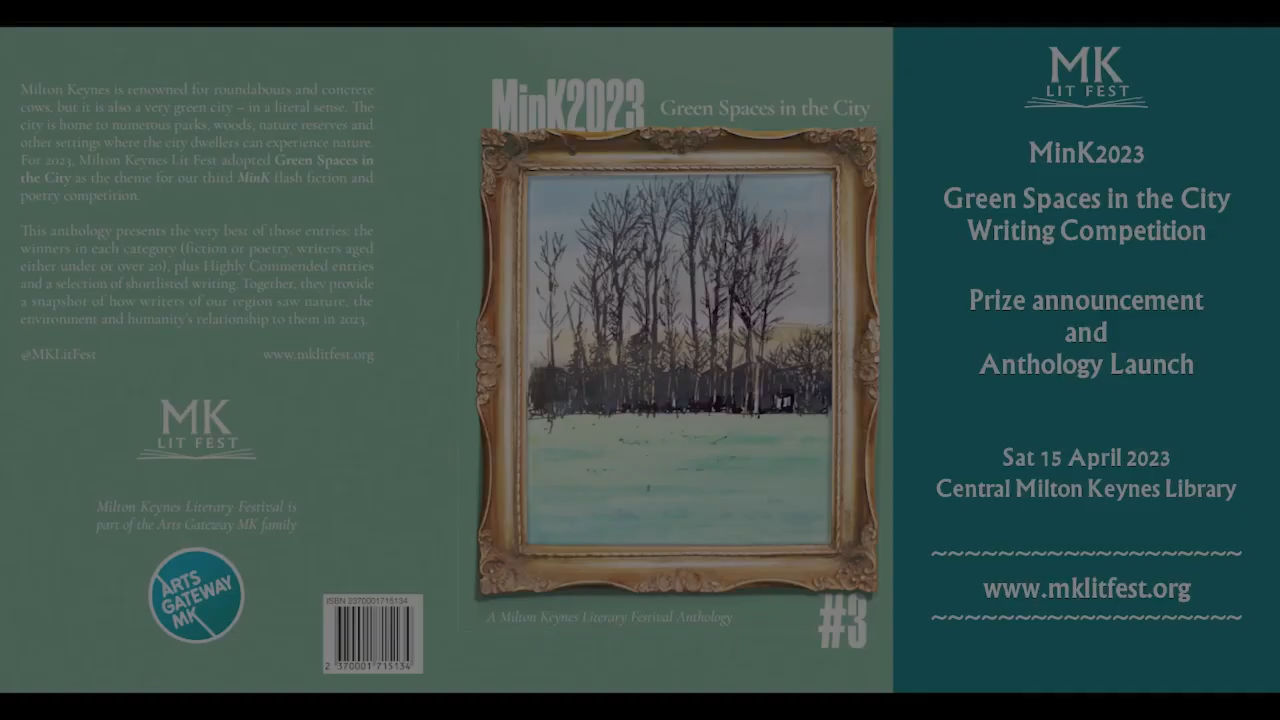 Milton Keynes is renowned for roundabouts and concrete
cows, but it is also a very green city – in a literal sense. The
city is home to numerous parks, woods, nature reserves and
other settings where the city dwellers can experience nature.
For 2023, Milton Keynes Lit Fest adopted Green Spaces in
the City as the theme for our third MinK flash fiction and
poetry competition.
This anthology presents the very best of those entries: the
winners in each category (fiction or poetry, writers aged
either under or over 20), plus Highly Commended entries
and a selection of shortlisted writing. Together, they provide
a snapshot of how writers of our region saw nature, the
environment and humanity's relationship to them in 2023.
@MKLitFest www.mklitfest.org
MK
LIT FEST
Milton Keynes Literary Festival is
part of the Arts Gateway MK family
ARTS
GATEWAY
MK
ISBN 2370001715134
2 370001 715134
MinK2023 Green Spaces in the City
A Milton Keynes Literary Festival Anthology
#3
MK
LIT FEST
MinK2023
Green Spaces in the City
Writing Competition
Prize announcement
and
Anthology Launch
Sat 15 April 2023
Central Milton Keynes Library
~~~~~~~~~~~~~~~~~~~
www.mklitfest.org
~~~~~~~~~~~~~~~~~~~